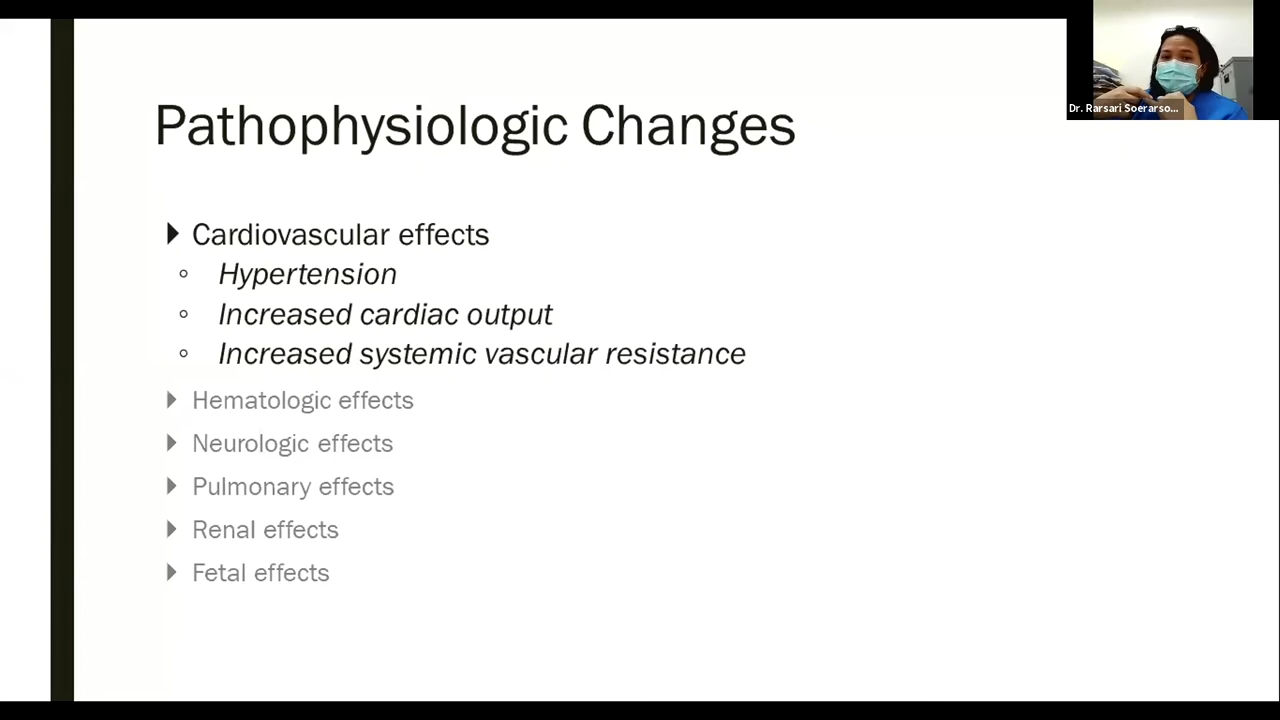 Pathophysiologic Changes
Cardiovascular effects
Hypertension
Increased cardiac output
Increased systemic vascular resistance
Hematologic effects
Neurologic effects
Pulmonary effects
Renal effects
Fetal effects
Dr. Rarsari Soerarso...